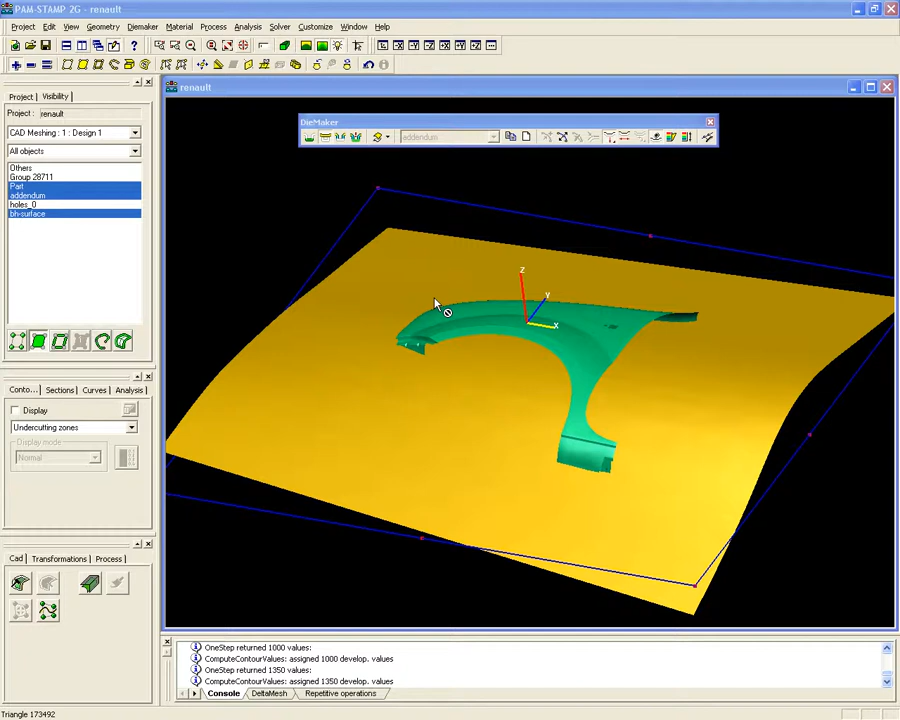 PAM-STAMP 2G - renault
Project Edit View Geometry Diemaker Material Process Analysis Solver Customize Window Help
Project Visibility
Project : renault
CAD Meshing : 1 : Design 1
All objects
Others
Group 28711
Part
addendum
holes_0
bh-surface
Conto... Sections Curves Analysis
Display
Undercutting zones
Display mode
Normal
Cad Transformations Process
renault
DieMaker
addendum
z
y
x
OneStep returned 1000 values:
ComputeContourValues: assigned 1000 develop. values
OneStep returned 1350 values:
ComputeContourValues: assigned 1350 develop. values
Console DeltaMesh Repetitive operations
Triangle 173492